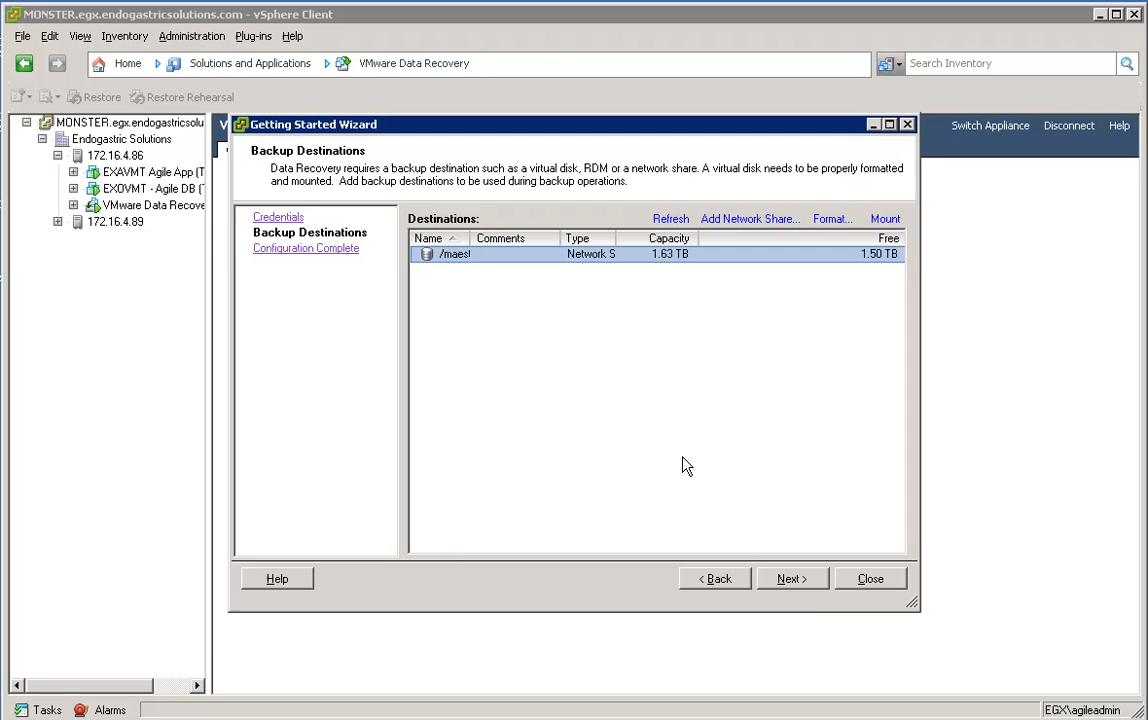 MONSTER.egx.endogastricsolutions.com - vSphere Client
File Edit View Inventory Administration Plug-ins Help
Home Solutions and Applications VMware Data Recovery Search Inventory
Restore Restore Rehearsal
MONSTER.egx.endogastricsolu
Endogastric Solutions
172.16.4.86
EXAVMT Agile App (T
EXOVMT - Agile DB (T
VMware Data Recove
172.16.4.89
Switch Appliance Disconnect Help
Getting Started Wizard
Backup Destinations
Data Recovery requires a backup destination such as a virtual disk, RDM or a network share. A virtual disk needs to be properly formatted
and mounted. Add backup destinations to be used during backup operations.
Credentials
Backup Destinations
Configuration Complete
Destinations: Refresh Add Network Share... Format... Mount
Name Comments Type Capacity Free
/maest Network S 1.63 TB 1.50 TB
Help < Back Next > Close
Tasks Alarms EGX\agileadmin